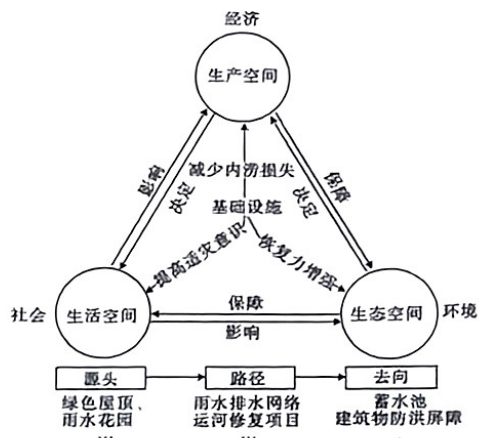 经济
生产空间
影响
决定
减少内涝损失
保障
决定
基础设施
提高适灾意识
恢复力增强
社会
生活空间
保障
影响
生态空间
环境
源头
路径
去向
绿色屋顶、
雨水花园
雨水排水网络
运河修复项目
蓄水池
建筑物防洪屏障